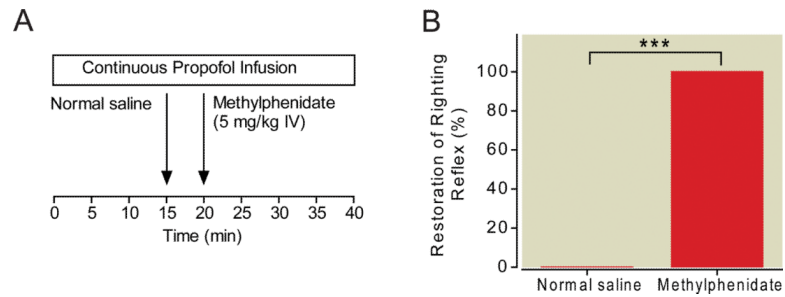 A
Continuous Propofol Infusion
Normal saline
Methylphenidate
(5 mg/kg IV)
0 5 10 15 20 25 30 35 40
Time (min)
B
***
Restoration of Righting
Reflex (%)
100
80
60
40
20
0
Normal saline Methylphenidate